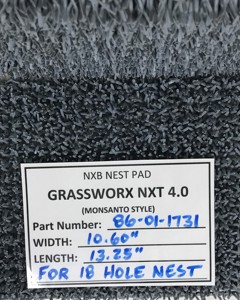 NXB NEST PAD
GRASSWORX NXT 4.0
(MONSANTO STYLE)
Part Number: 86-01-1731
WIDTH: 10.60"
LENGTH: 13.25"
FOR 18 HOLE NEST